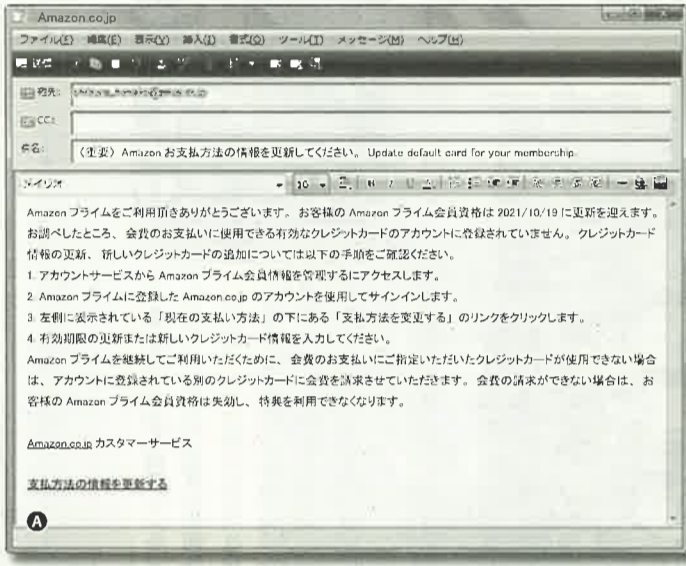 Amazon.co.jp
ファイル(F) 編集(E) 表示(V) 挿入(I) 書式(O) ツール(T) メッセージ(M) ヘルプ(H)
送信
宛先:
CC:
件名: (重要) Amazon お支払方法の情報を更新してください。 Update default card for your membership.
メイリオ 10
Amazon プライムをご利用頂きありがとうございます。 お客様の Amazon プライム会員資格は 2021/10/19 に更新を迎えます。
お調べしたところ、 会費のお支払いに使用できる有効なクレジットカードのアカウントに登録されていません。 クレジットカード
情報の更新、 新しいクレジットカードの追加については以下の手順をご確認ください。
1. アカウントサービスから Amazon プライム会員情報を管理するにアクセスします。
2. Amazon プライムに登録した Amazon.co.jp のアカウントを使用してサインインします。
3. 左側に表示されている「現在の支払い方法」の下にある「支払方法を変更する」のリンクをクリックします。
4. 有効期限の更新または新しいクレジットカード情報を入力してください。
Amazon プライムを継続してご利用いただくために、 会費のお支払いにご指定いただいたクレジットカードが使用できない場合
は、 アカウントに登録されている別のクレジットカードに会費を請求させていただきます。 会費の請求ができない場合は、 お
客様の Amazon プライム会員資格は失効し、 特典を利用できなくなります。
Amazon.co.jp カスタマーサービス
支払方法の情報を更新する
A